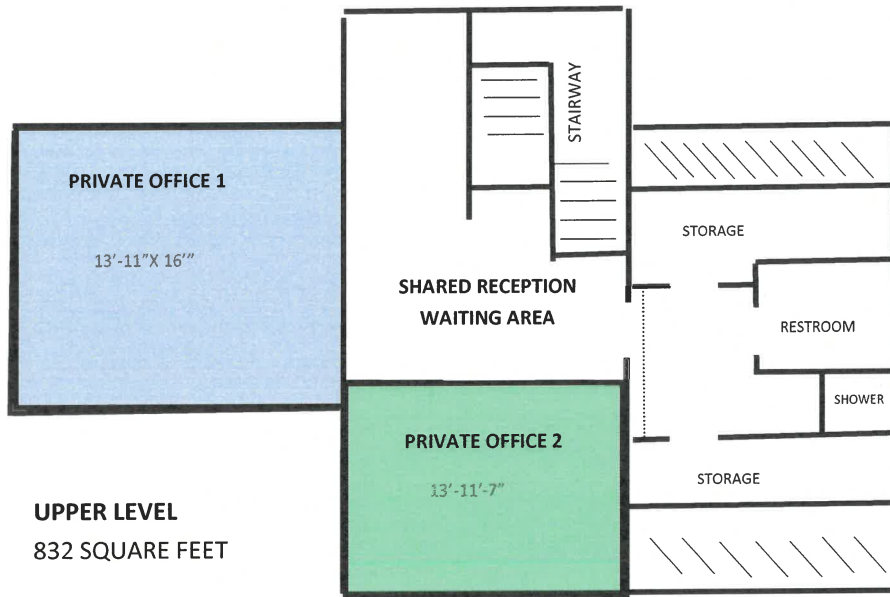 STAIRWAY
PRIVATE OFFICE 1
13'-11"X 16'"
STORAGE
SHARED RECEPTION
WAITING AREA
RESTROOM
SHOWER
PRIVATE OFFICE 2
13'-11'-7"
STORAGE
UPPER LEVEL
832 SQUARE FEET